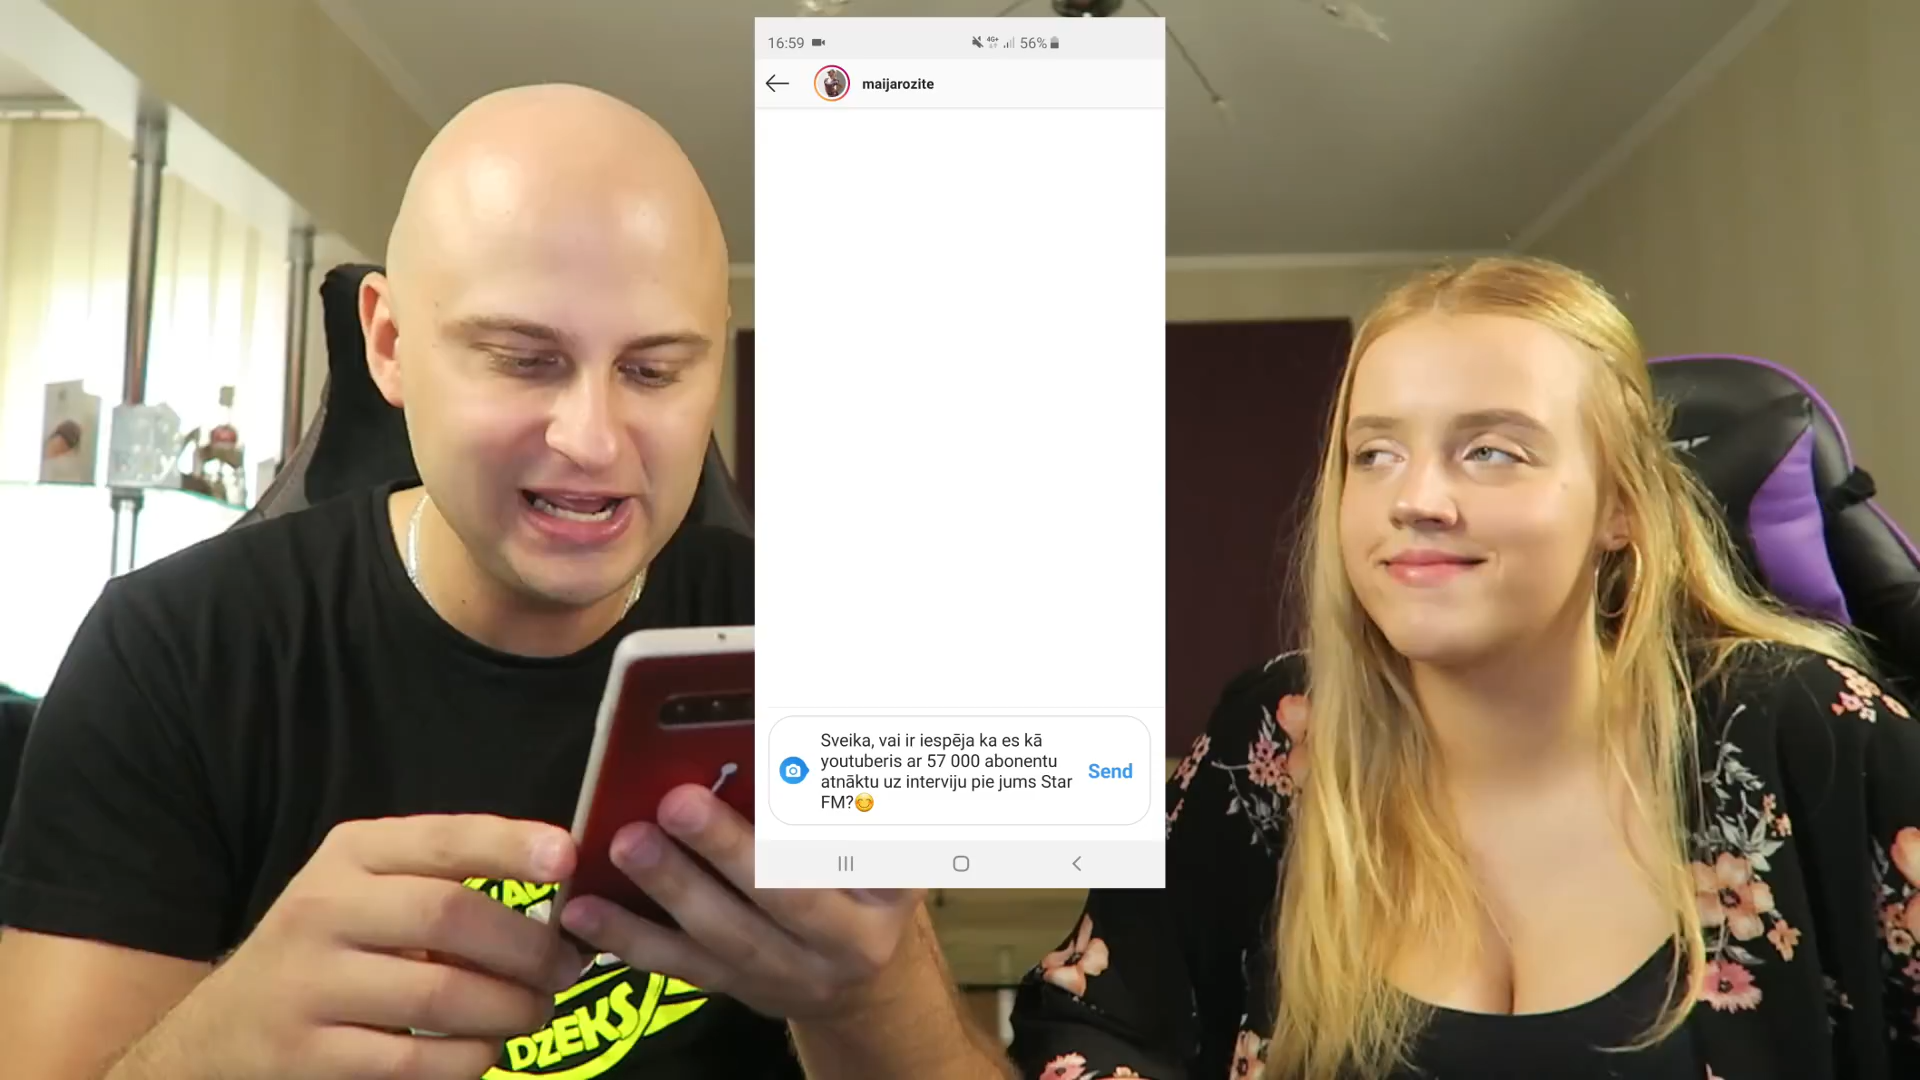 16:59
4G+
56%
maijarozite
Sveika, vai ir iespēja ka es kā
youtuberis ar 57 000 abonentu
atnāktu uz interviju pie jums Star
FM?😊
Send
DZEKS